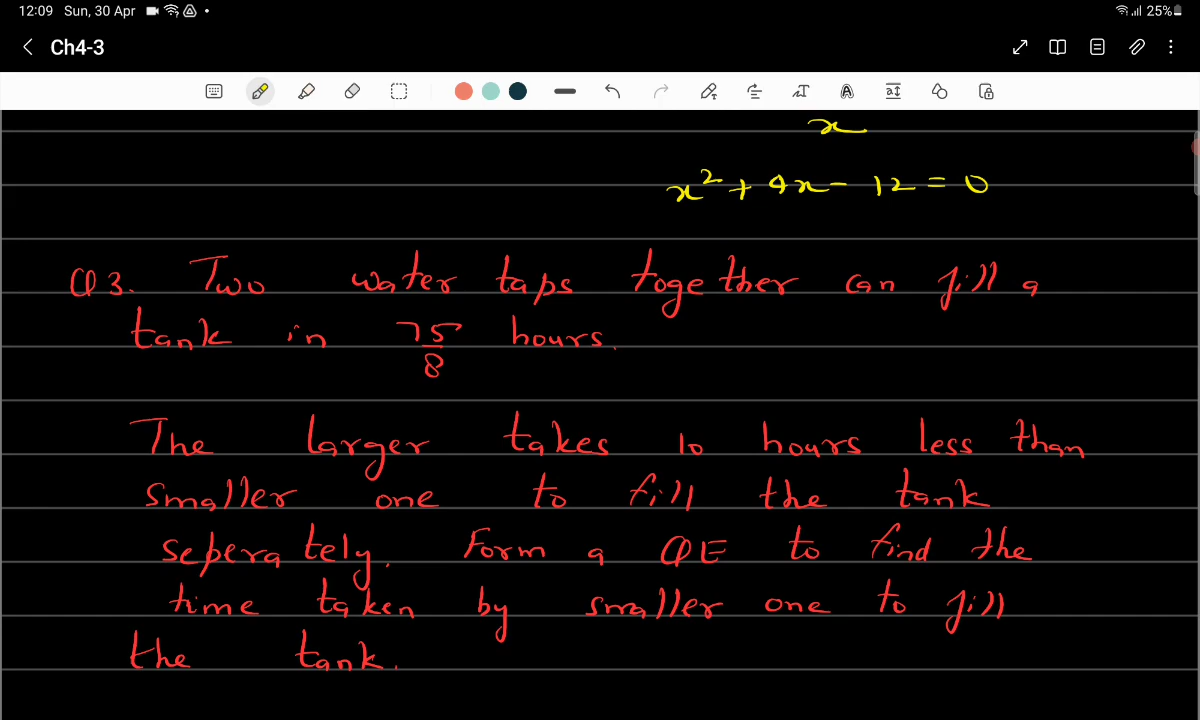 12:09 Sun, 30 Apr 25%
Ch4-3
x
x² + 4x - 12 = 0
Q3. Two water taps together can fill a
tank in 75/8 hours.
The larger takes 10 hours less than
smaller one to fill the tank
seperately. Form a QE to find the
time taken by smaller one to fill
the tank.